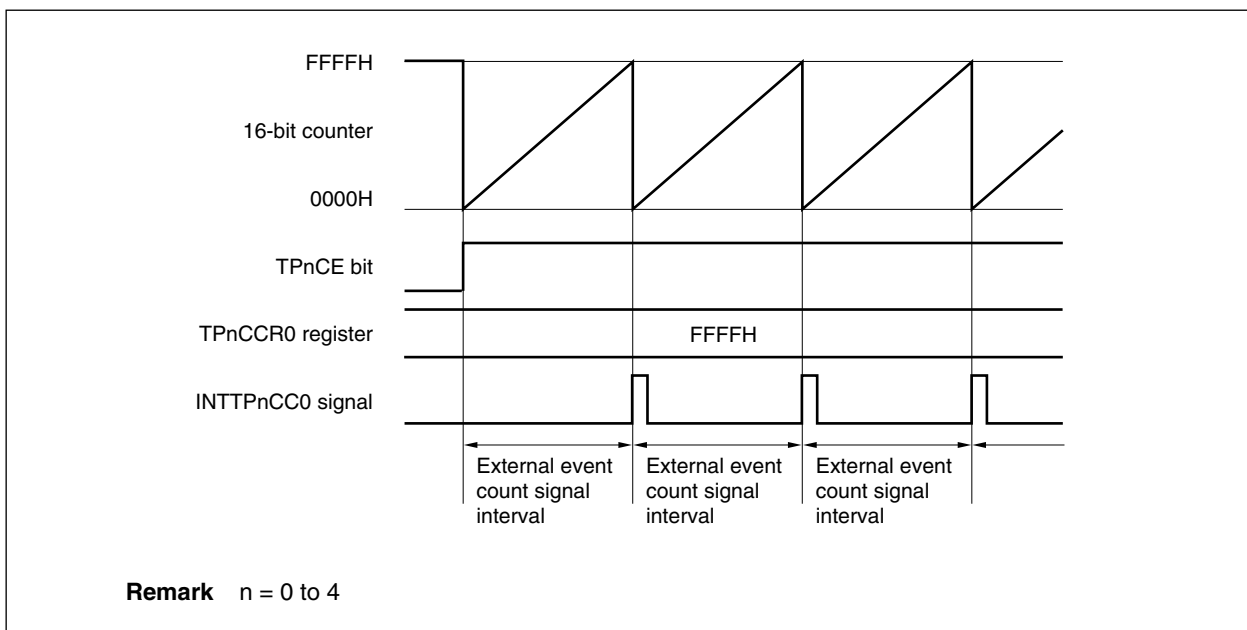 FFFFH
16-bit counter
0000H
TPnCE bit
TPnCCR0 register
FFFFH
INTTPnCC0 signal
External event
count signal
interval
External event
count signal
interval
External event
count signal
interval
Remark n = 0 to 4